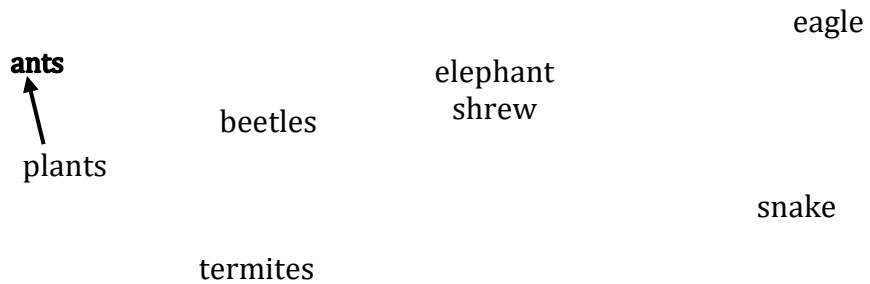 eagle
ants
elephant
shrew
beetles
plants
snake
termites